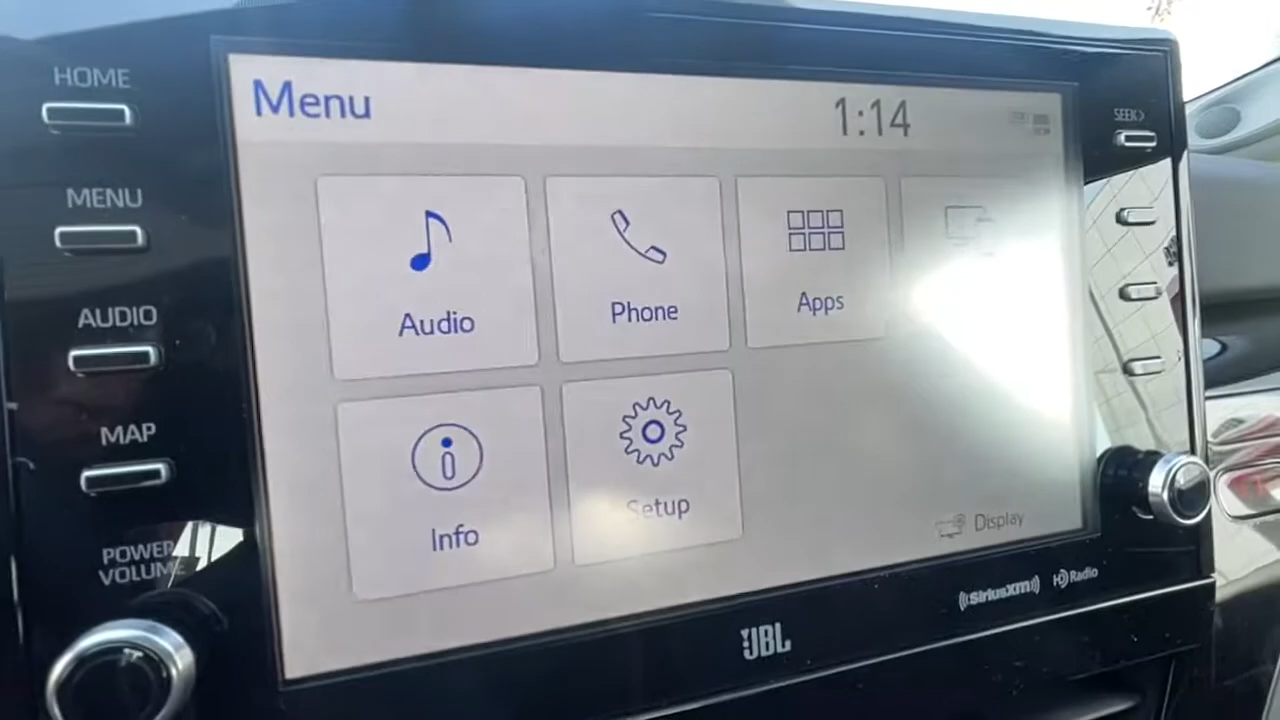 HOME
Menu
1:14
SEEK>
MENU
Audio
Phone
Apps
AUDIO
MAP
Info
Setup
Display
POWER
VOLUME
JBL
SiriusXM
HD Radio